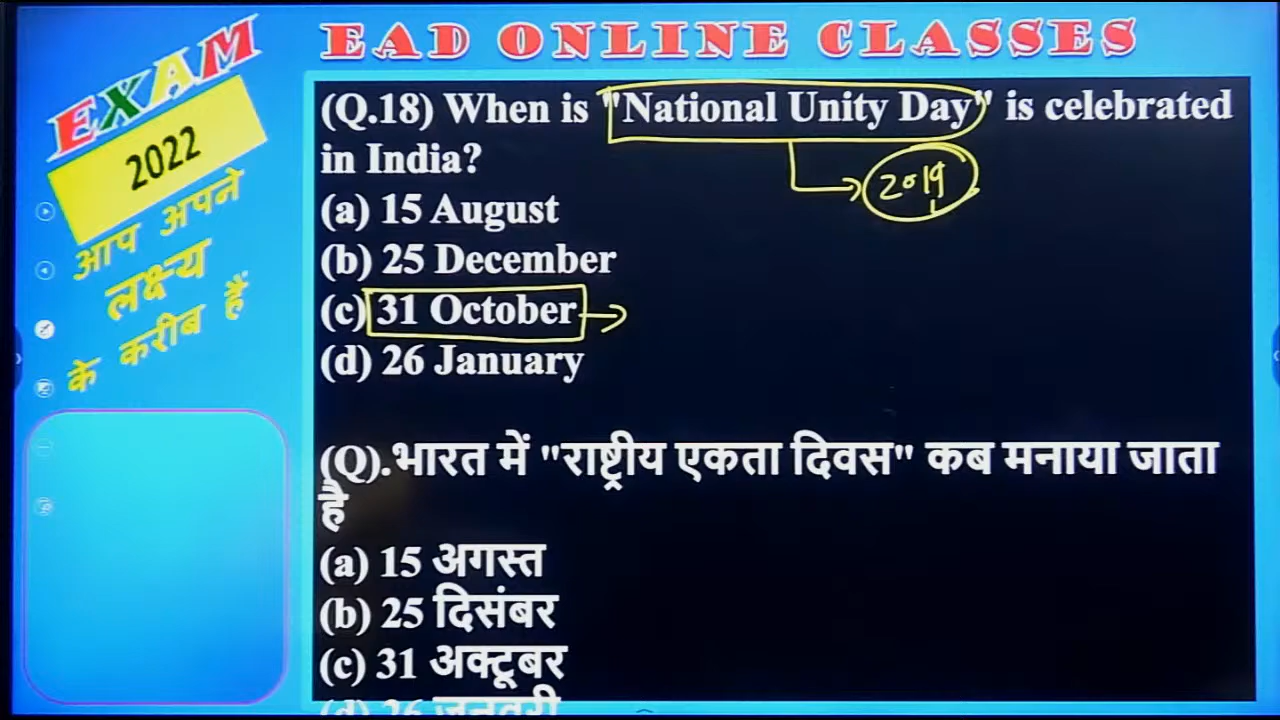 EAD ONLINE CLASSES
EXAM
2022
आप अपने
लक्ष्य
के करीब हैं
(Q.18) When is "National Unity Day" is celebrated
in India?
2019
(a) 15 August
(b) 25 December
(c) 31 October
(d) 26 January
(Q).भारत में "राष्ट्रीय एकता दिवस" कब मनाया जाता
है
(a) 15 अगस्त
(b) 25 दिसंबर
(c) 31 अक्टूबर
(d) 26 जनवरी